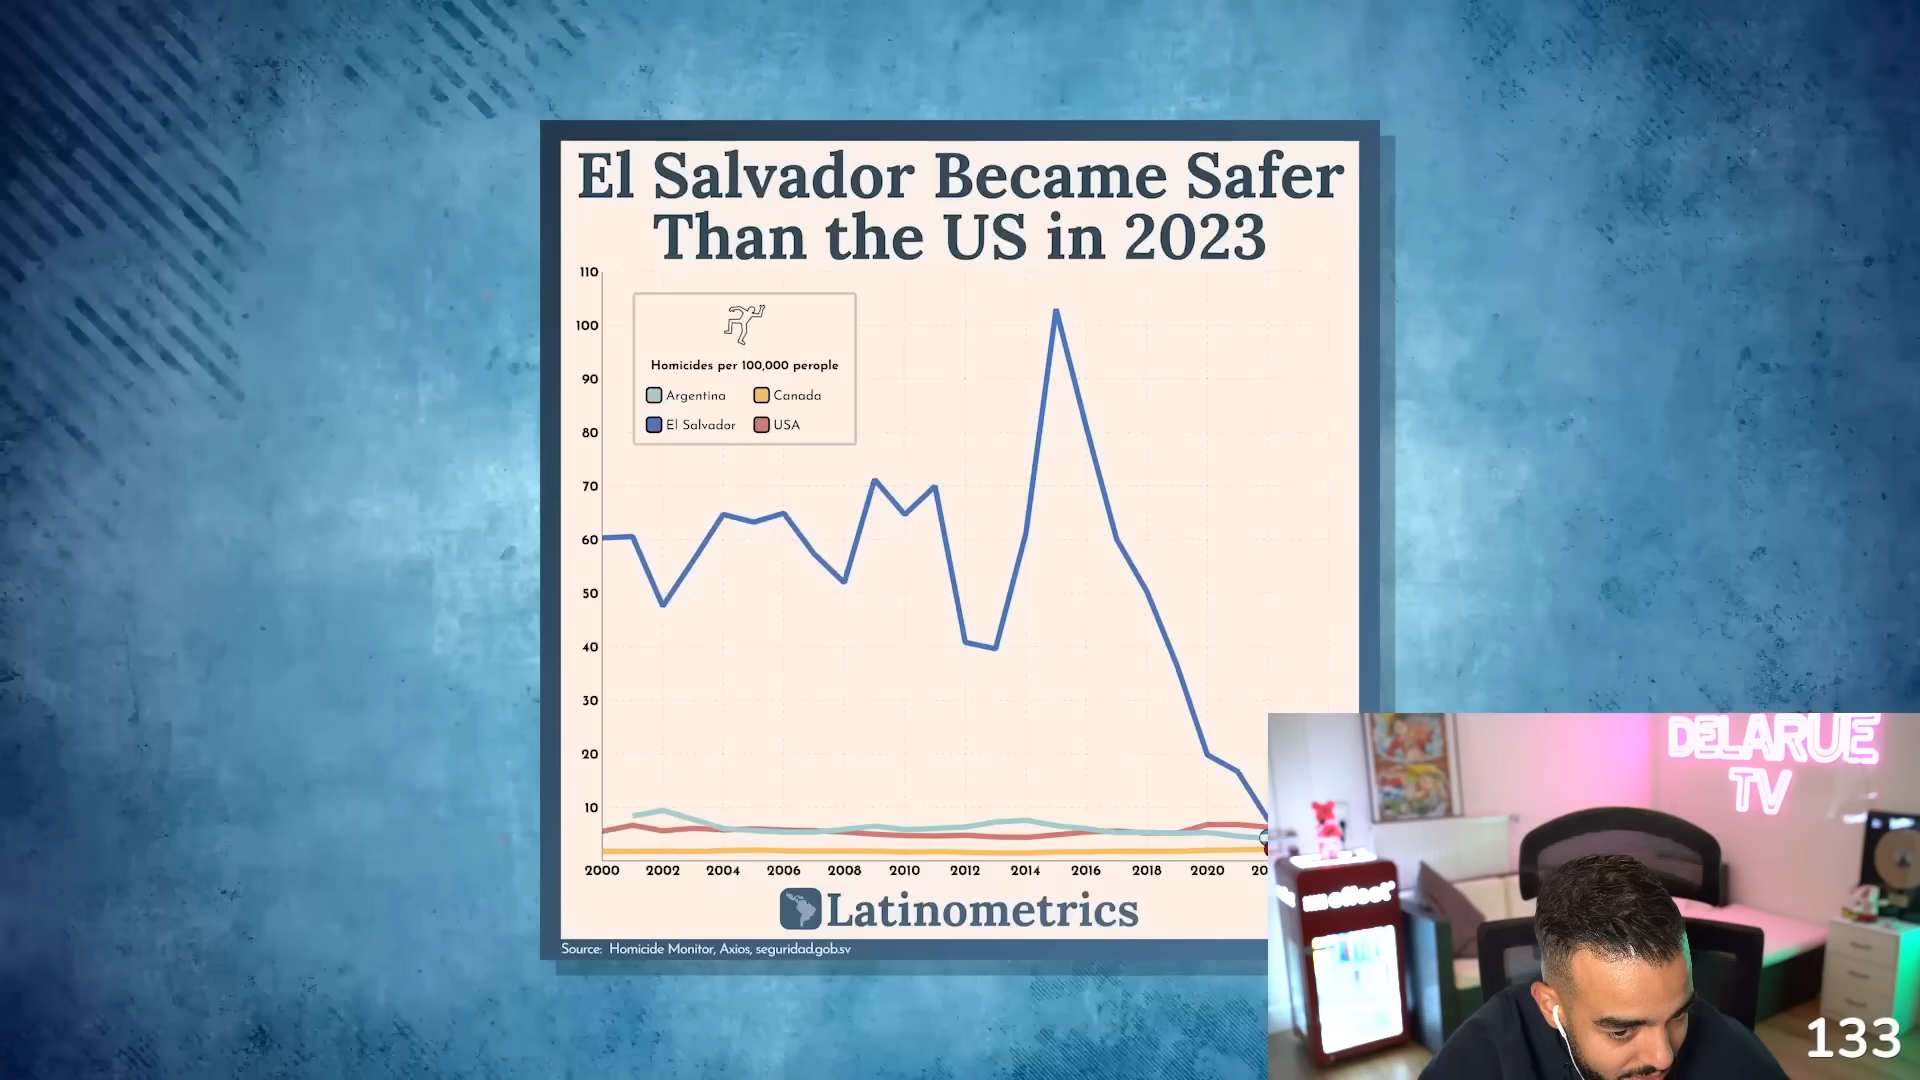 El Salvador Became Safer
Than the US in 2023
110
100
90
80
70
60
50
40
30
20
10
Homicides per 100,000 perople
Argentina
Canada
El Salvador
USA
2000 2002 2004 2006 2008 2010 2012 2014 2016 2018 2020
Latinometrics
Source: Homicide Monitor, Axios, seguridad.gob.sv
DELARUE
TV
133